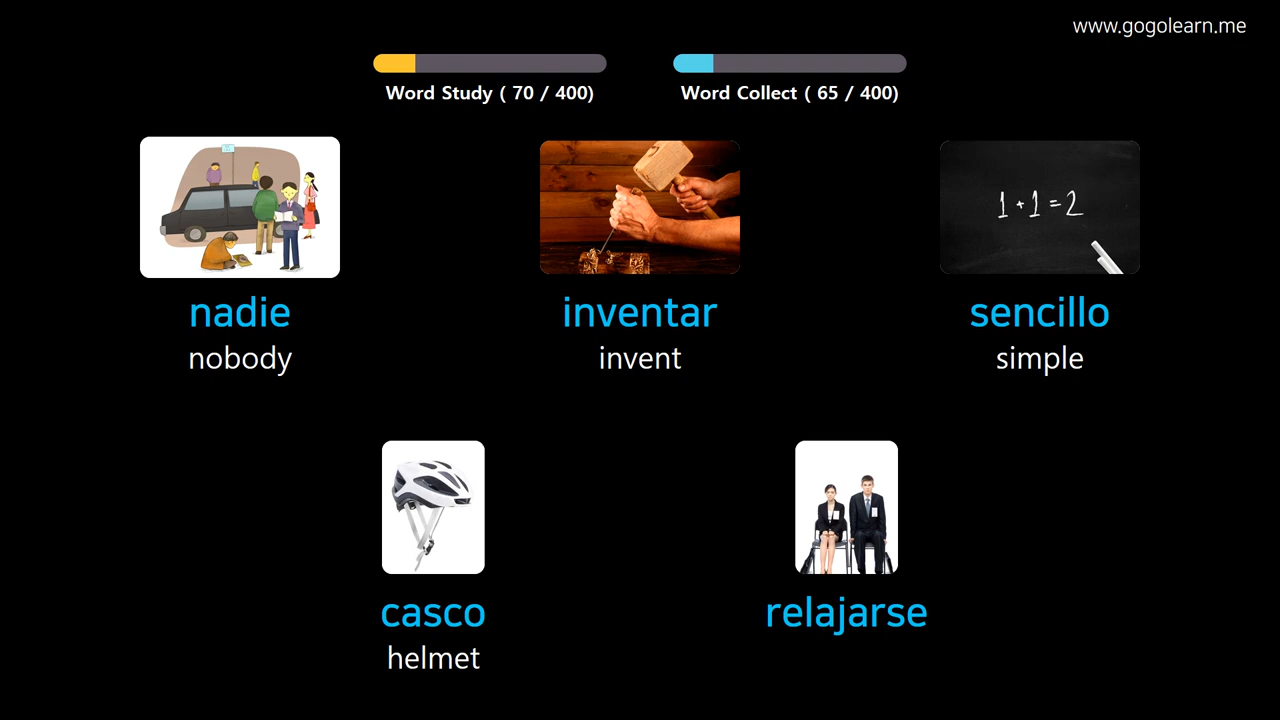 www.gogolearn.me
Word Study ( 70 / 400)
Word Collect ( 65 / 400)
1 + 1 = 2
nadie
nobody
inventar
invent
sencillo
simple
casco
helmet
relajarse